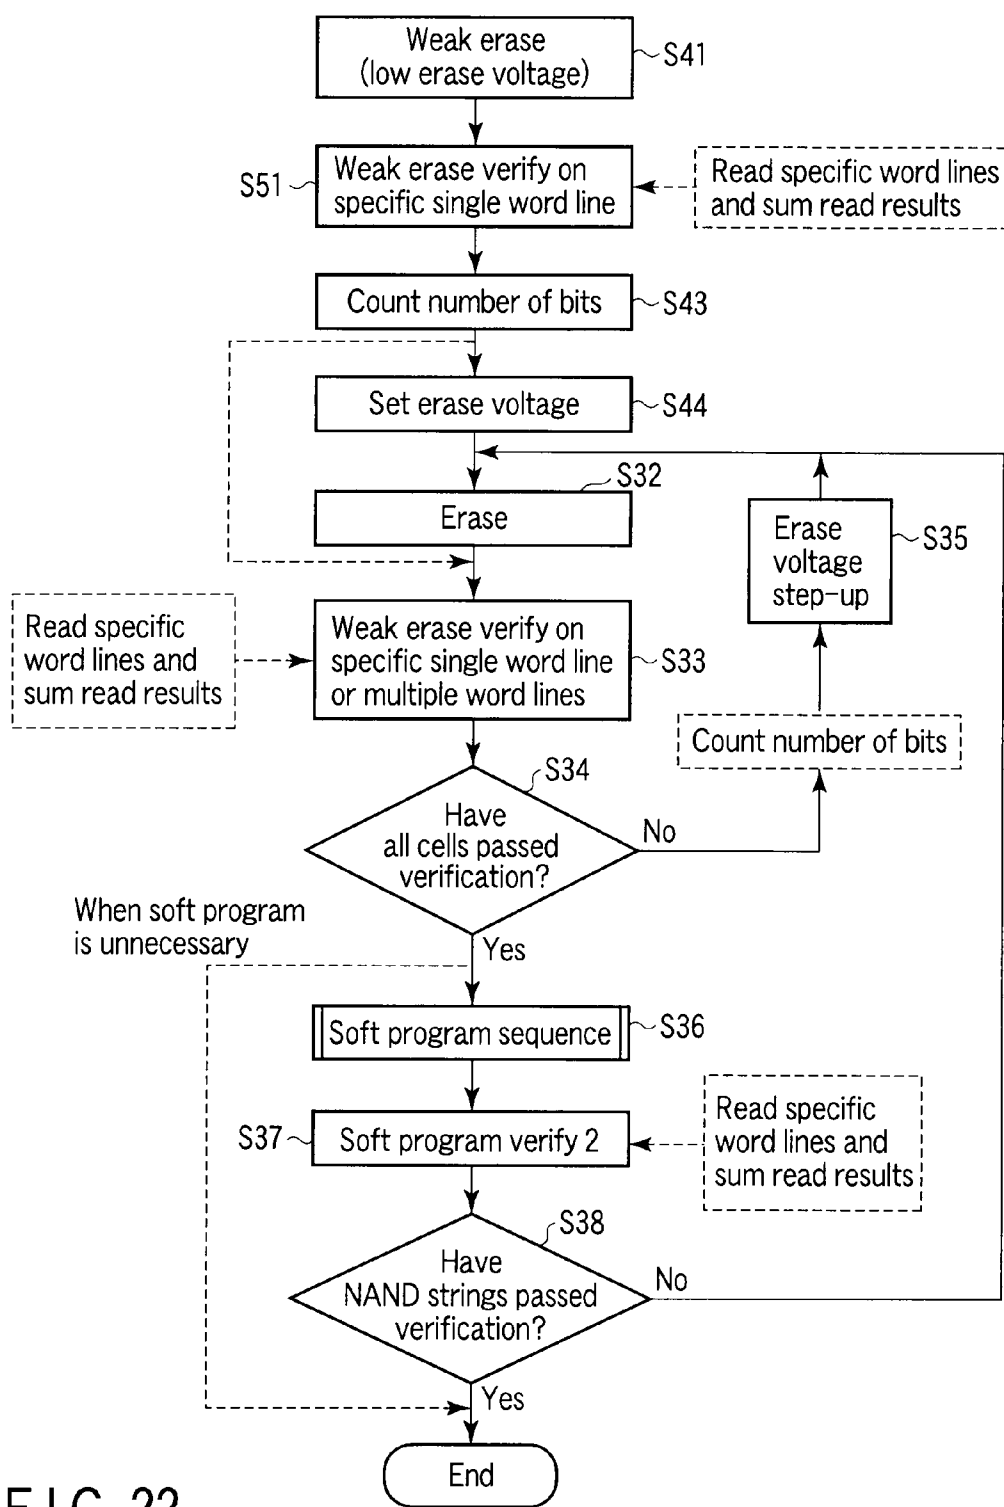 Weak erase
(low erase voltage)
S41
Weak erase verify on
specific single word line
S51
Read specific word lines
and sum read results
Count number of bits
S43
Set erase voltage
S44
S32
Erase
Erase
voltage
step-up
S35
Read specific
word lines and
sum read results
Weak erase verify on
specific single word line
or multiple word lines
S33
Count number of bits
S34
Have
all cells passed
verification?
No
When soft program
is unnecessary
Yes
Soft program sequence
S36
Read specific
word lines and
sum read results
S37
Soft program verify 2
S38
Have
NAND strings passed
verification?
No
Yes
End
FIG. 22